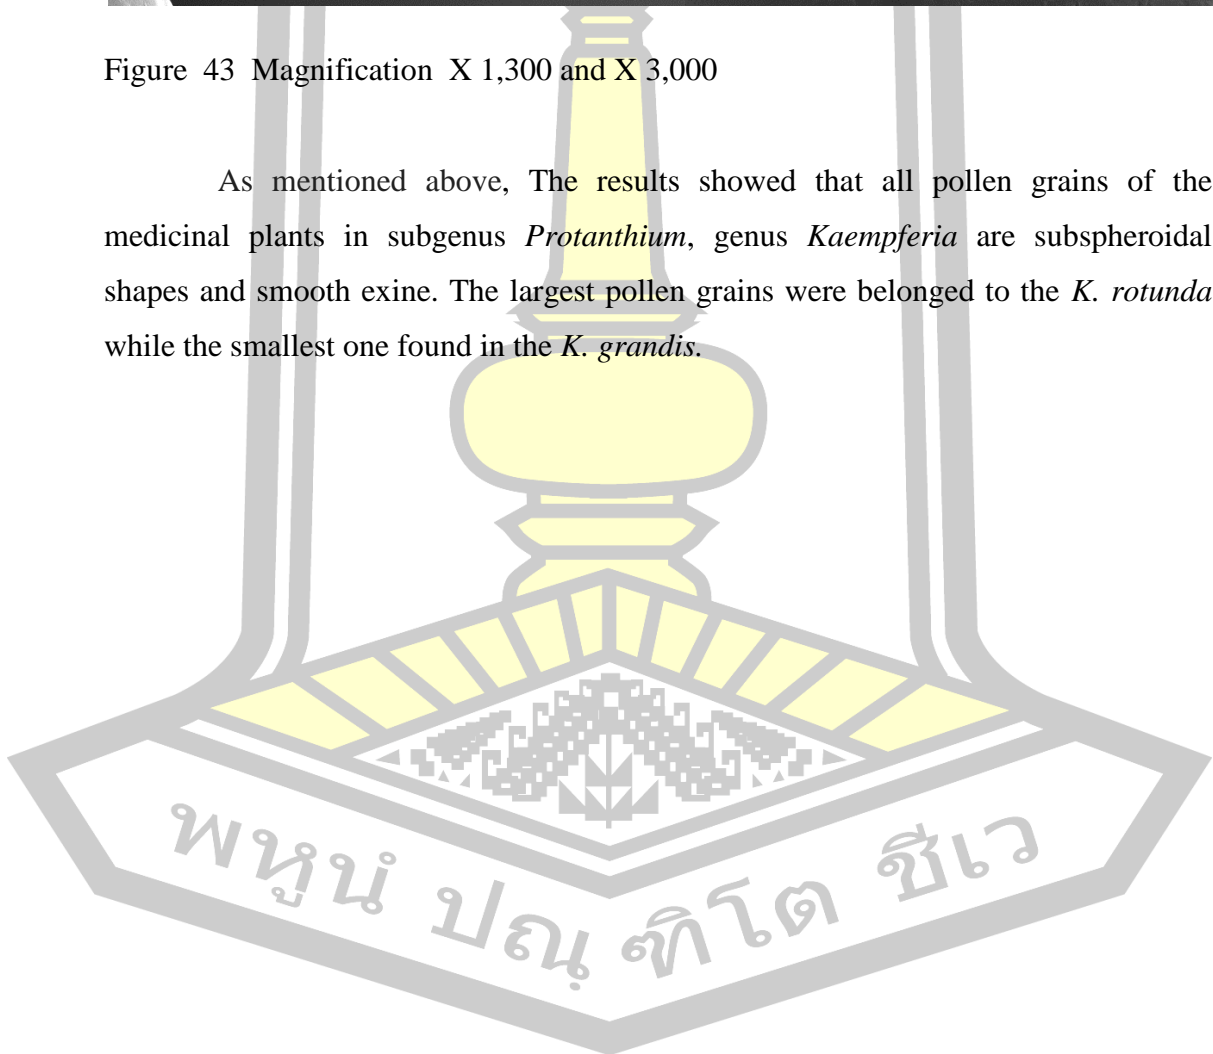 Figure 43 Magnification X 1,300 and X 3,000
As mentioned above, The results showed that all pollen grains of the
medicinal plants in subgenus Protanthium, genus Kaempferia are subspheroidal
shapes and smooth exine. The largest pollen grains were belonged to the K. rotunda
while the smallest one found in the K. grandis.
พหูนํ ปณฺฑิโต ชีเว